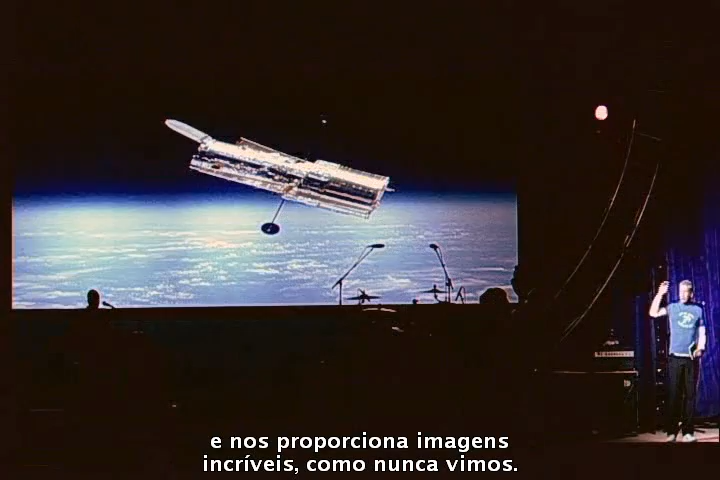 e nos proporciona imagens
incríveis, como nunca vimos.